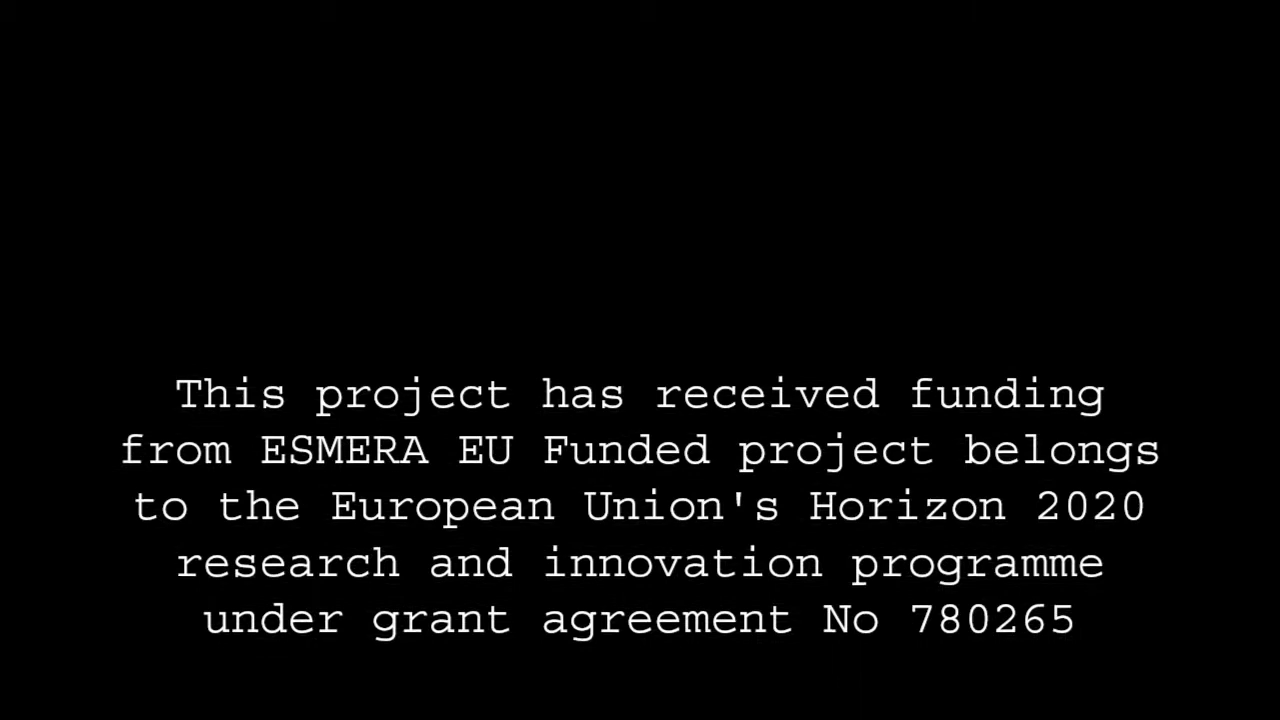 This project has received funding
from ESMERA EU Funded project belongs
to the European Union's Horizon 2020
research and innovation programme
under grant agreement No 780265